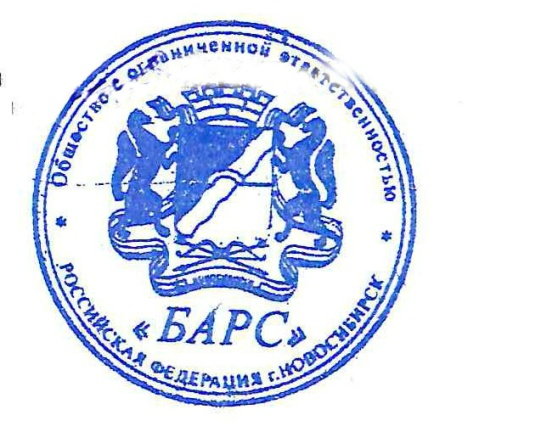 Общество с ограниченной ответственностью
« БАРС »
* РОССИЙСКАЯ ФЕДЕРАЦИЯ г.НОВОСИБИРСК *